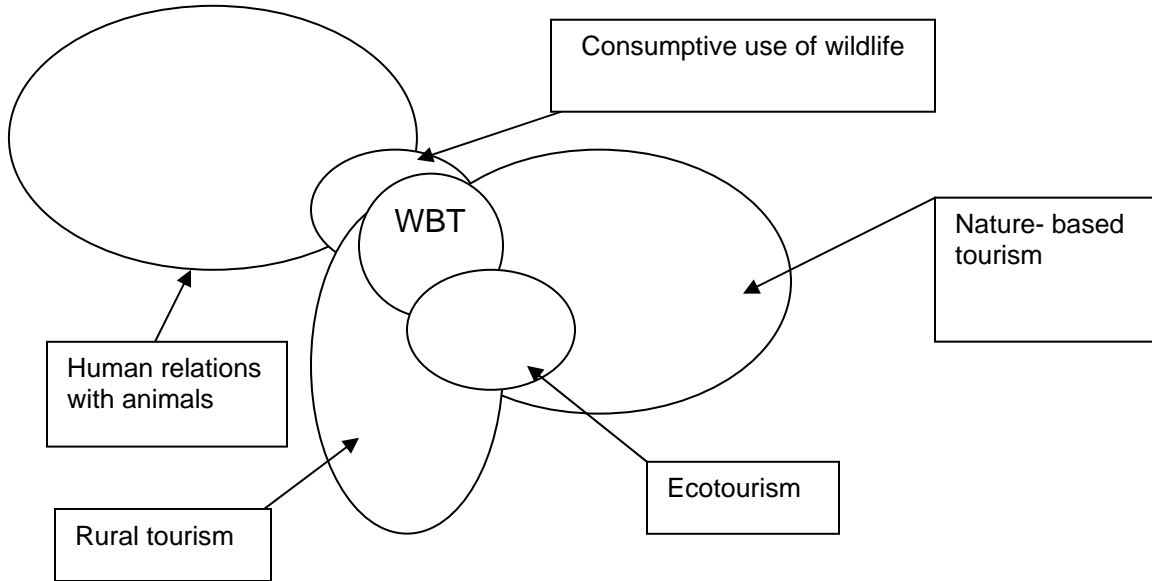 Consumptive use of wildlife
WBT
Nature- based
tourism
Human relations
with animals
Ecotourism
Rural tourism